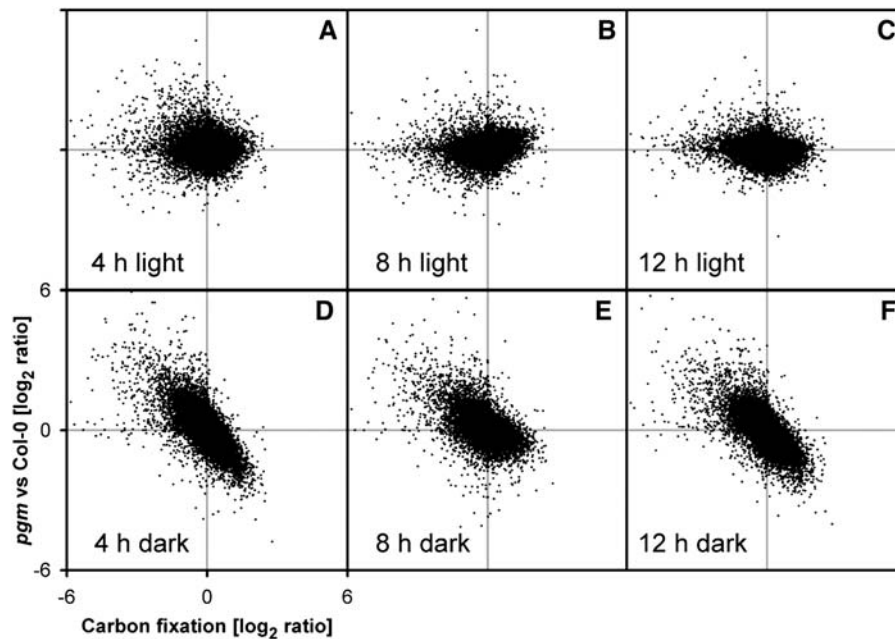 A
B
C
4 h light
8 h light
12 h light
6
D
E
F
pgm vs Col-0 [log2 ratio]
0
4 h dark
8 h dark
12 h dark
-6
-6
0
6
Carbon fixation [log2 ratio]